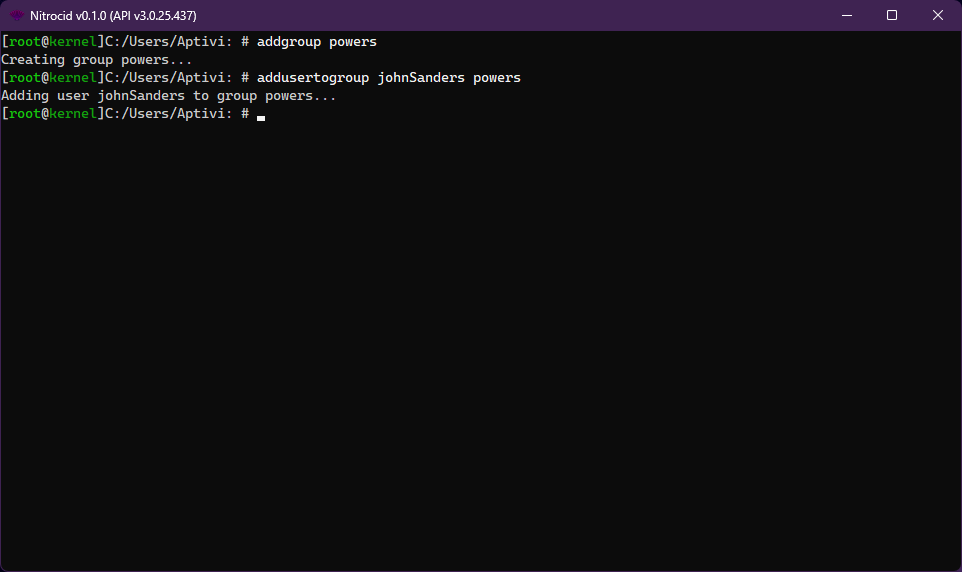 Nitrocid v0.1.0 (API v3.0.25.437)
[root@kernel]C:/Users/Aptivi: # addgroup powers
Creating group powers...
[root@kernel]C:/Users/Aptivi: # addusertogroup johnSanders powers
Adding user johnSanders to group powers...
[root@kernel]C:/Users/Aptivi: #